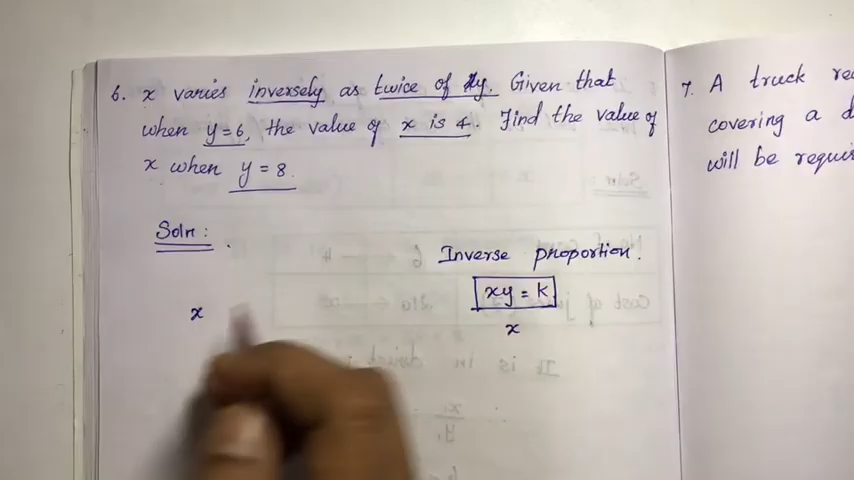 6. x varies inversely as twice of y. Given that
when y=6, the value of x is 4. Find the value of
x when y = 8.
Soln:
Inverse proportion.
xy = k
x
x
7. A truck
covering a
will be